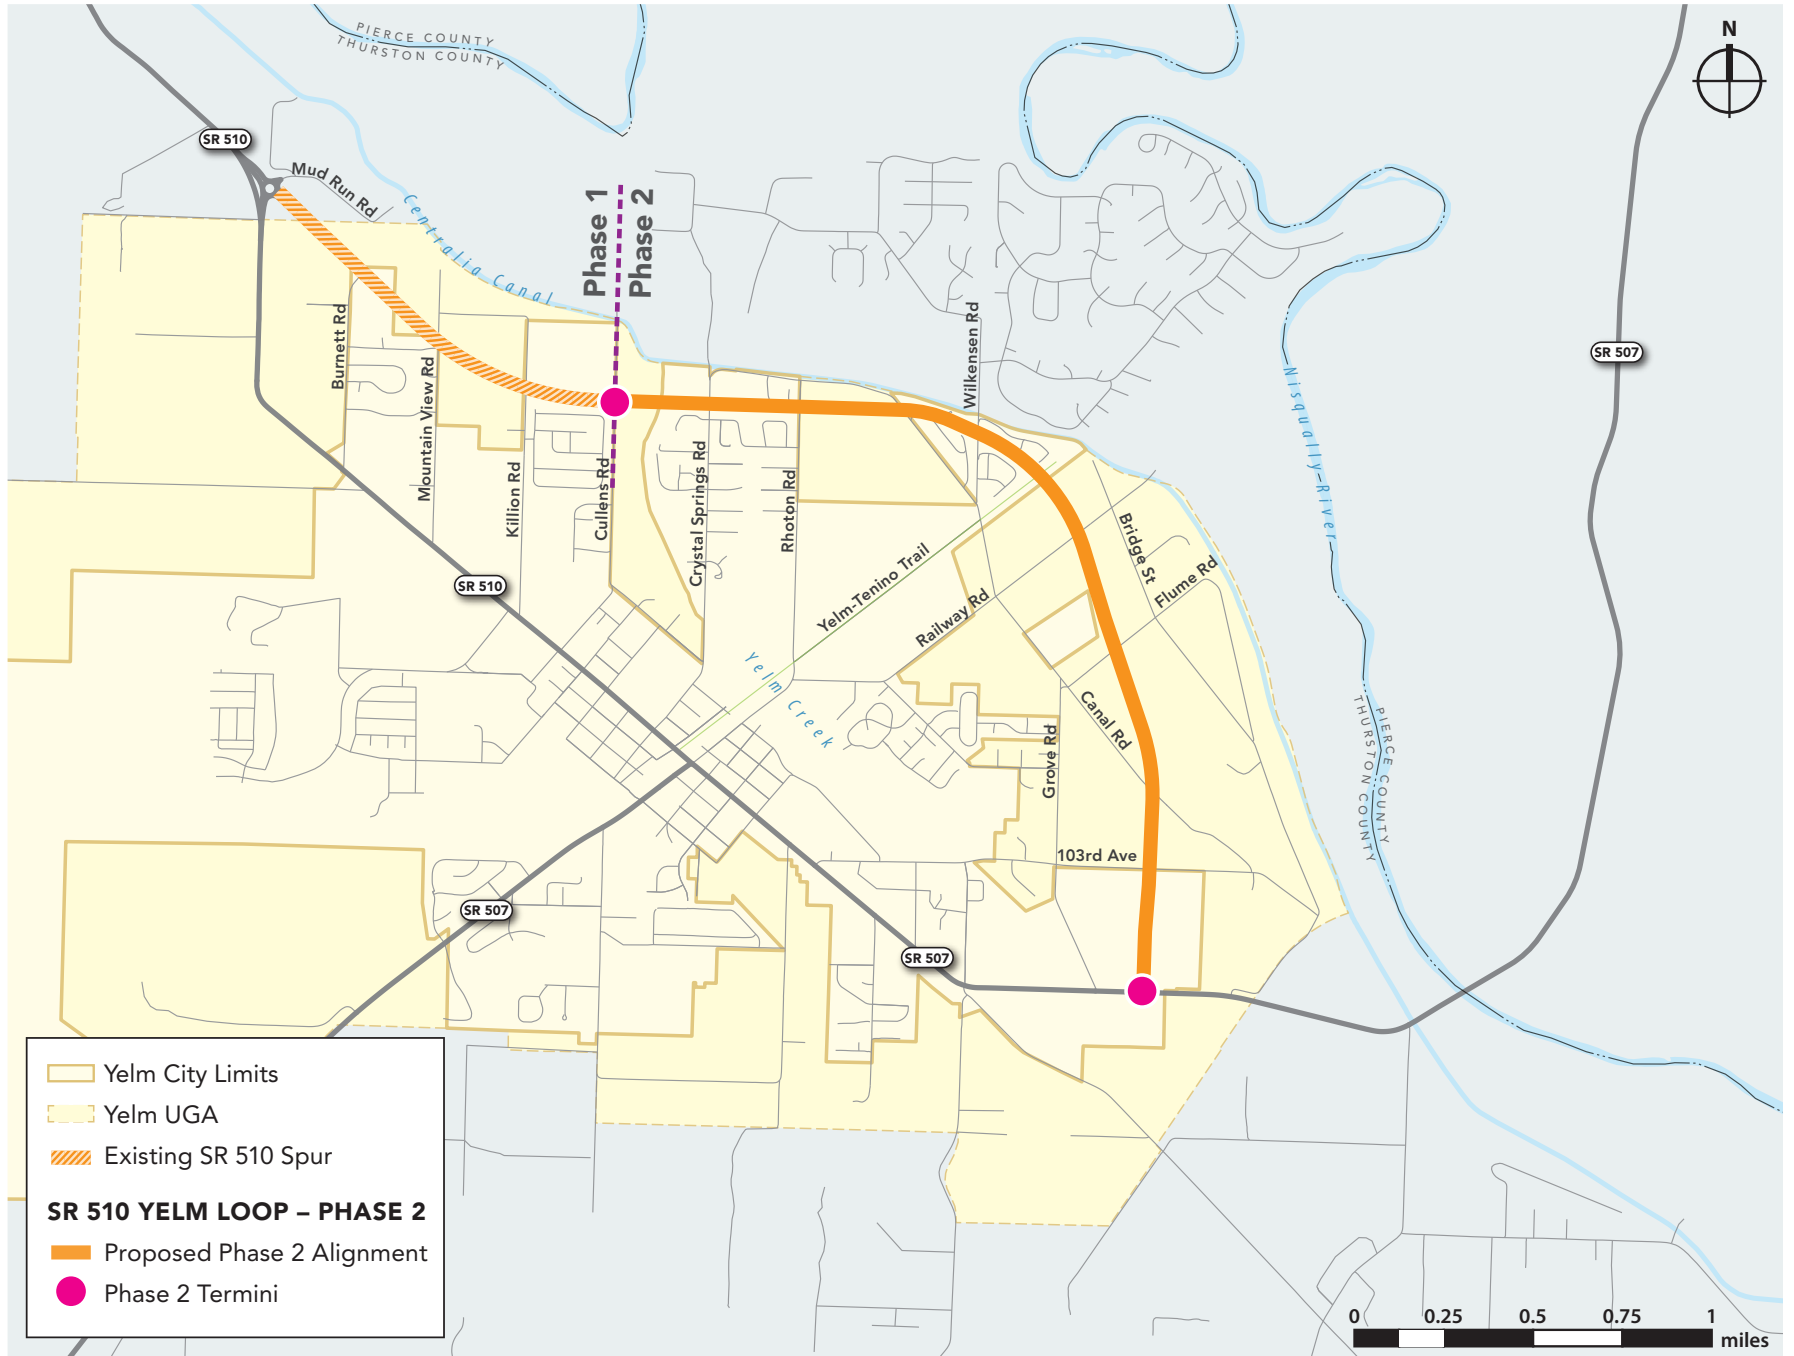 PIERCE COUNTY
THURSTON COUNTY
N
SR 510
Mud Run Rd
Centralia Canal
Phase 1
Phase 2
SR 507
Burnett Rd
Mountain View Rd
Killion Rd
Cullens Rd
Crystal Springs Rd
Rhoton Rd
Wilkensen Rd
Nisqually River
SR 510
Yelm-Tenino Trail
Railway Rd
Bridge St
Flume Rd
Yelm Creek
Canal Rd
Grove Rd
PIERCE COUNTY
THURSTON COUNTY
103rd Ave
SR 507
SR 507
Yelm City Limits
Yelm UGA
Existing SR 510 Spur
SR 510 YELM LOOP – PHASE 2
Proposed Phase 2 Alignment
Phase 2 Termini
0 0.25 0.5 0.75 1
miles